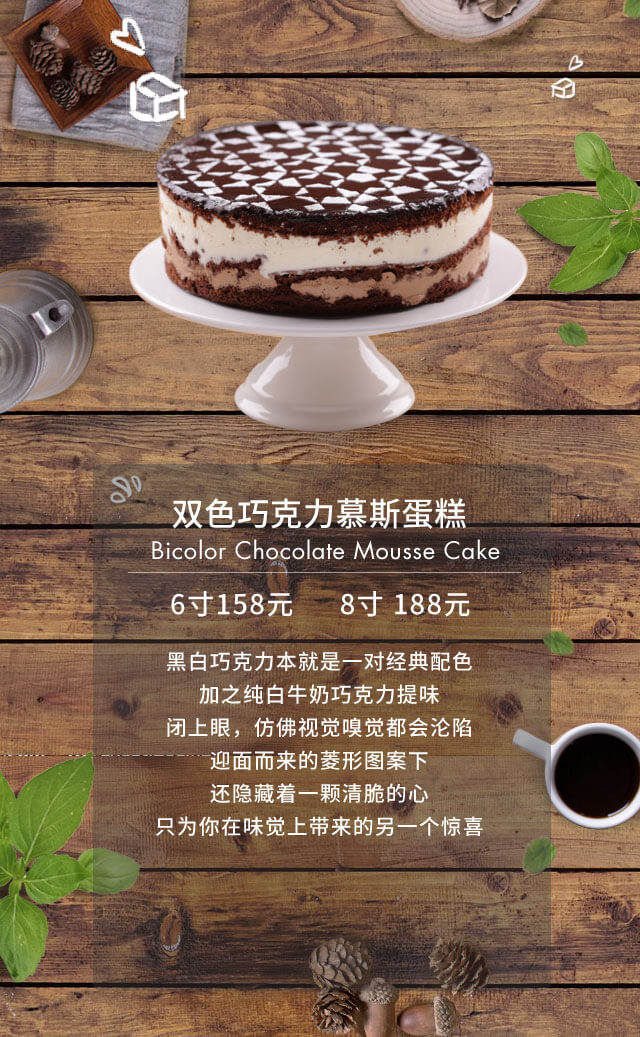 双色巧克力慕斯蛋糕
Bicolor Chocolate Mousse Cake
6寸158元 8寸 188元
黑白巧克力本就是一对经典配色
加之纯白牛奶巧克力提味
闭上眼，仿佛视觉嗅觉都会沦陷
迎面而来的菱形图案下
还隐藏着一颗清脆的心
只为你在味觉上带来的另一个惊喜